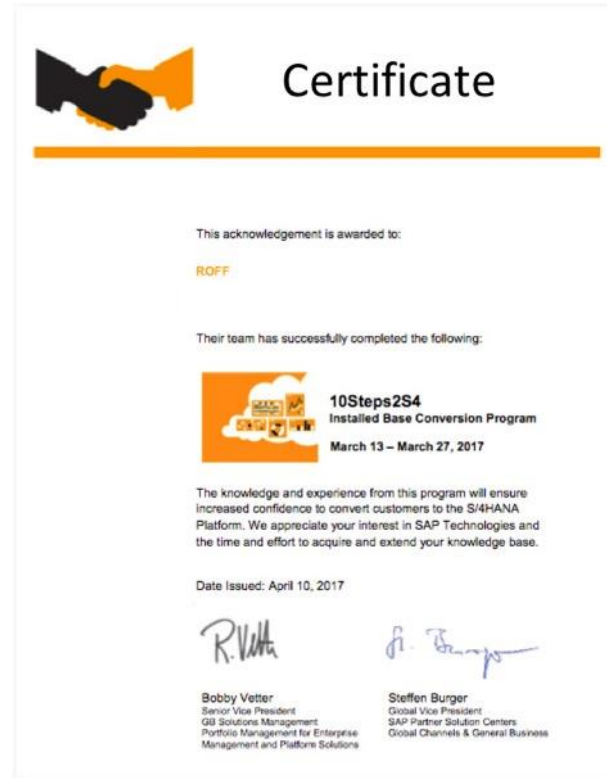 Certificate
This acknowledgement is awarded to:
ROFF
Their team has successfully completed the following:
10Steps2S4
Installed Base Conversion Program
March 13 – March 27, 2017
The knowledge and experience from this program will ensure
increased confidence to convert customers to the S/4HANA
Platform. We appreciate your interest in SAP Technologies and
the time and effort to acquire and extend your knowledge base.
Date Issued: April 10, 2017
Bobby Vetter
Senior Vice President
GB Solutions Management
Portfolio Management for Enterprise
Management and Platform Solutions
Steffen Burger
Global Vice President
SAP Partner Solution Centers
Global Channels & General Business